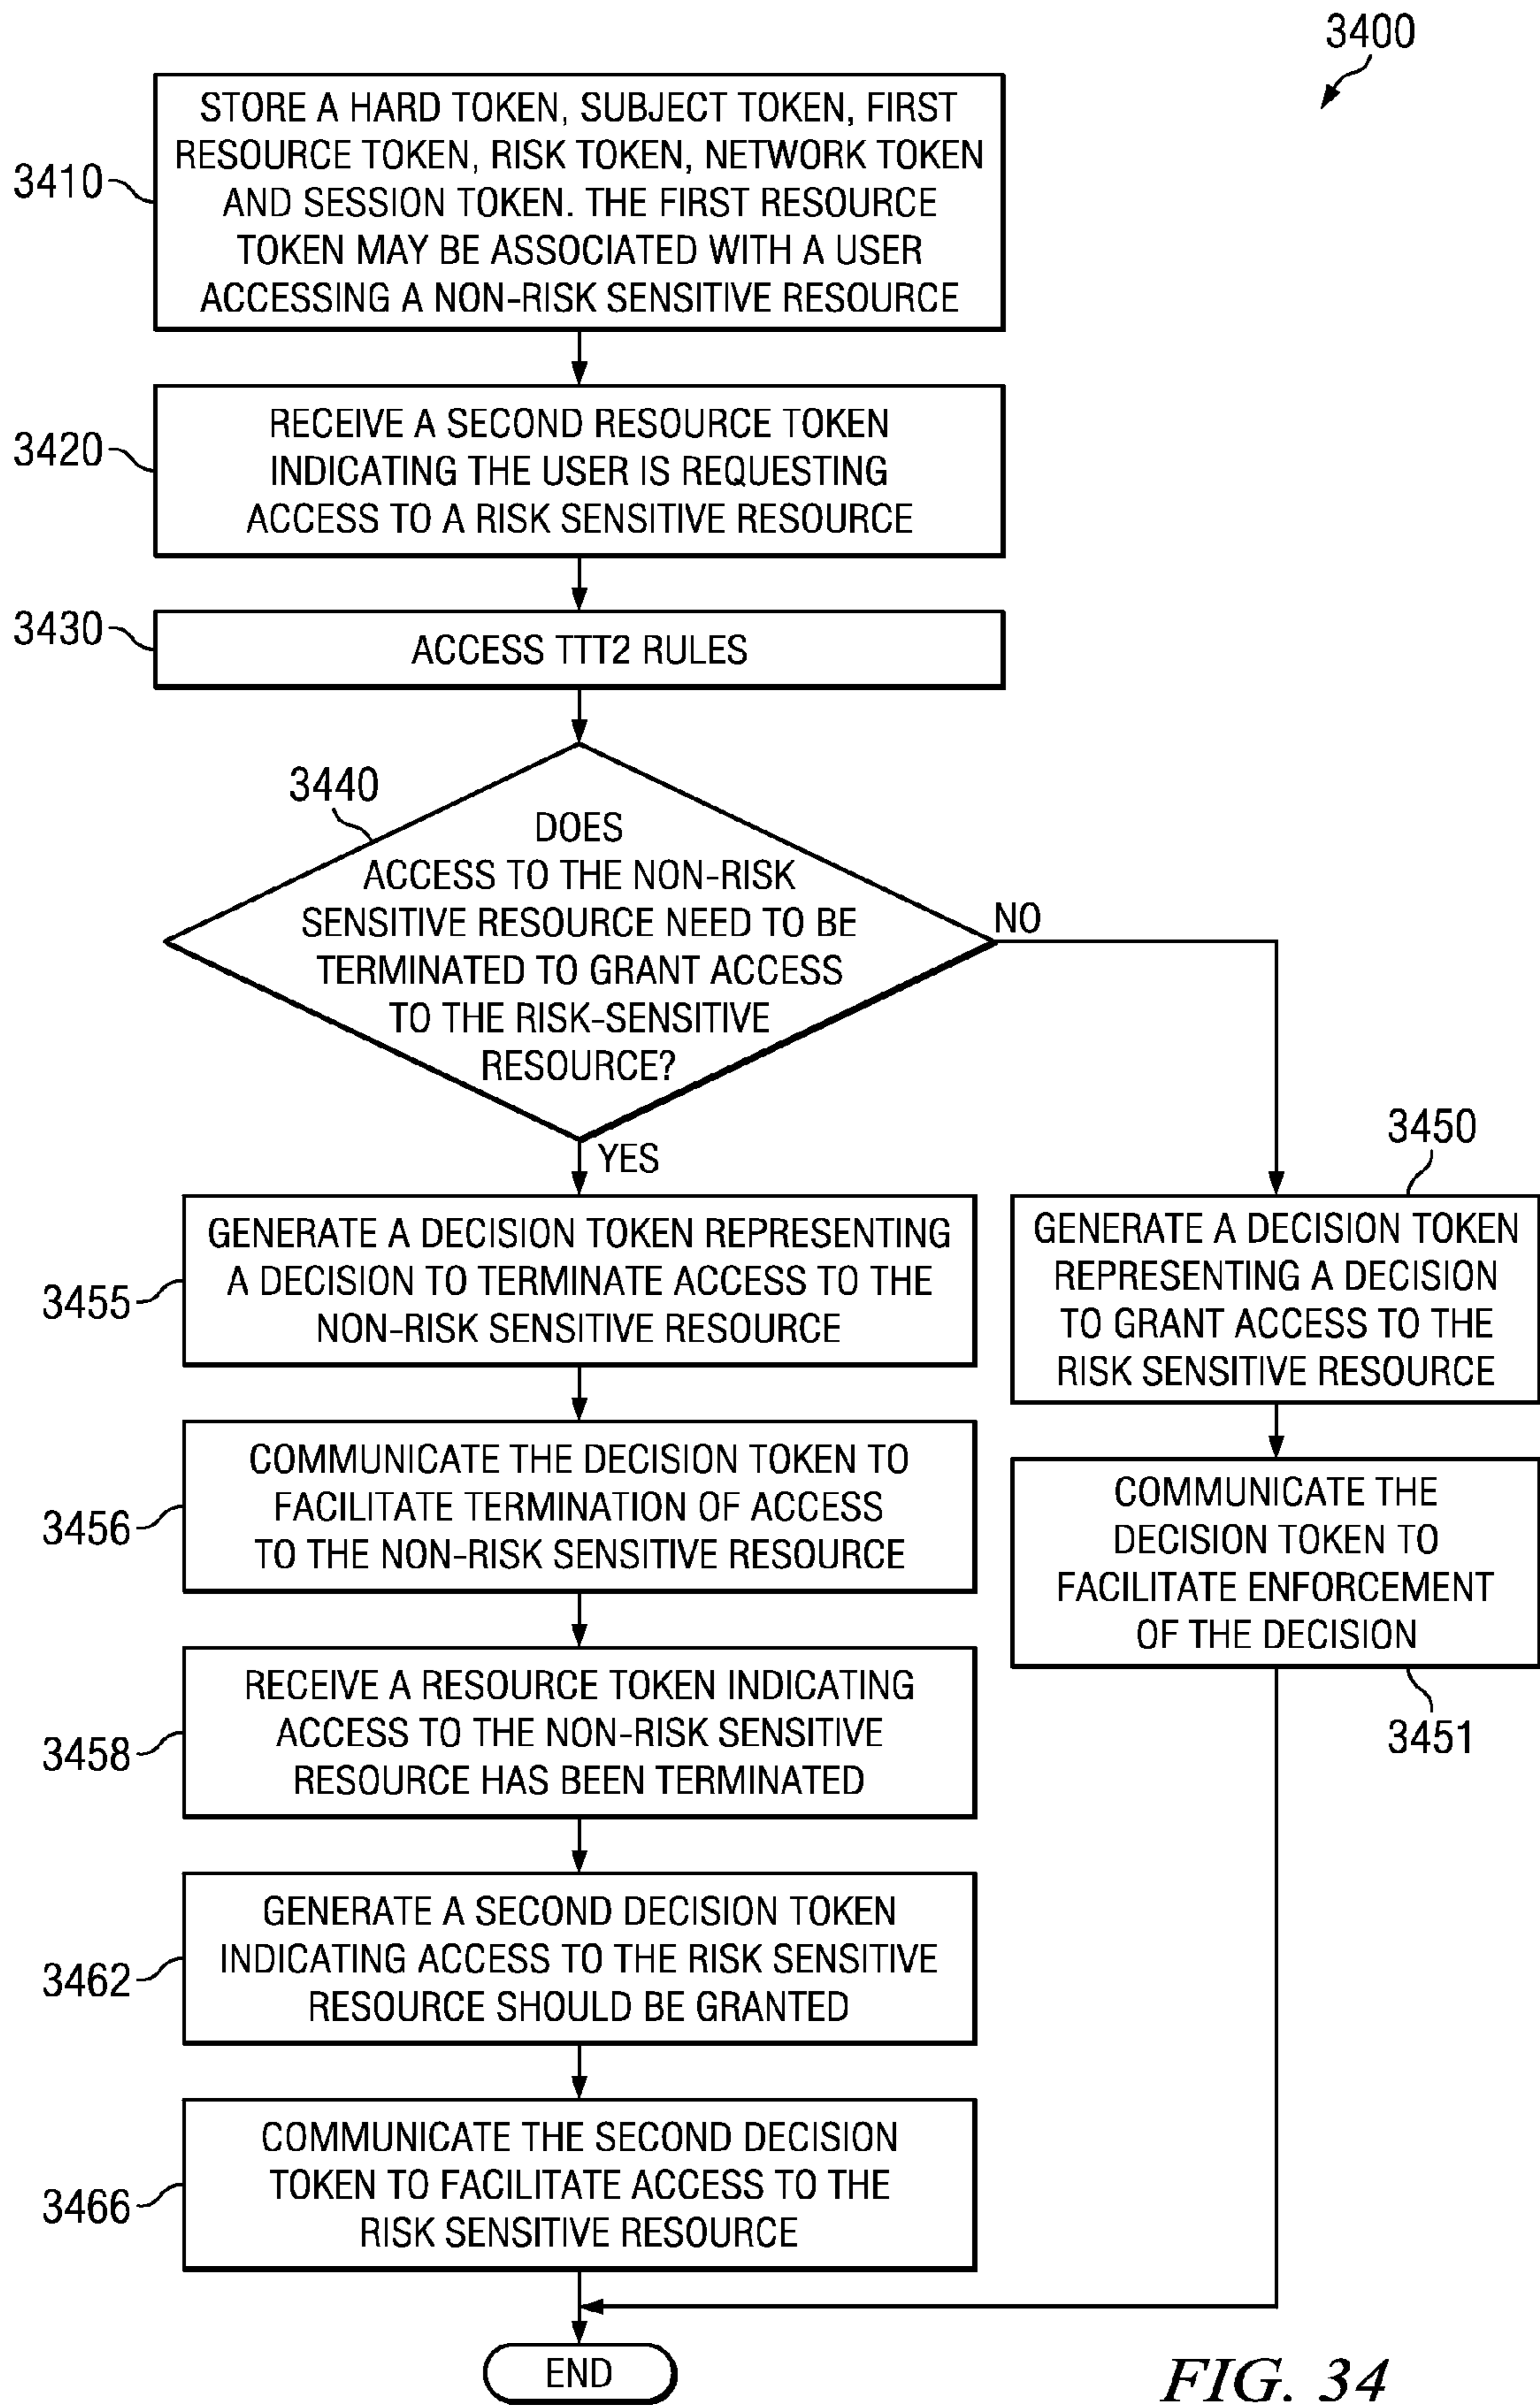 3400
3410
STORE A HARD TOKEN, SUBJECT TOKEN, FIRST
RESOURCE TOKEN, RISK TOKEN, NETWORK TOKEN
AND SESSION TOKEN. THE FIRST RESOURCE
TOKEN MAY BE ASSOCIATED WITH A USER
ACCESSING A NON-RISK SENSITIVE RESOURCE
3420
RECEIVE A SECOND RESOURCE TOKEN
INDICATING THE USER IS REQUESTING
ACCESS TO A RISK SENSITIVE RESOURCE
3430
ACCESS TTT2 RULES
3440
DOES
ACCESS TO THE NON-RISK
SENSITIVE RESOURCE NEED TO BE
TERMINATED TO GRANT ACCESS
TO THE RISK-SENSITIVE
RESOURCE?
NO
YES
3455
GENERATE A DECISION TOKEN REPRESENTING
A DECISION TO TERMINATE ACCESS TO THE
NON-RISK SENSITIVE RESOURCE
3456
COMMUNICATE THE DECISION TOKEN TO
FACILITATE TERMINATION OF ACCESS
TO THE NON-RISK SENSITIVE RESOURCE
3458
RECEIVE A RESOURCE TOKEN INDICATING
ACCESS TO THE NON-RISK SENSITIVE
RESOURCE HAS BEEN TERMINATED
3462
GENERATE A SECOND DECISION TOKEN
INDICATING ACCESS TO THE RISK SENSITIVE
RESOURCE SHOULD BE GRANTED
3466
COMMUNICATE THE SECOND DECISION
TOKEN TO FACILITATE ACCESS TO THE
RISK SENSITIVE RESOURCE
3450
GENERATE A DECISION TOKEN
REPRESENTING A DECISION
TO GRANT ACCESS TO THE
RISK SENSITIVE RESOURCE
COMMUNICATE THE
DECISION TOKEN TO
FACILITATE ENFORCEMENT
OF THE DECISION
3451
END
FIG. 34